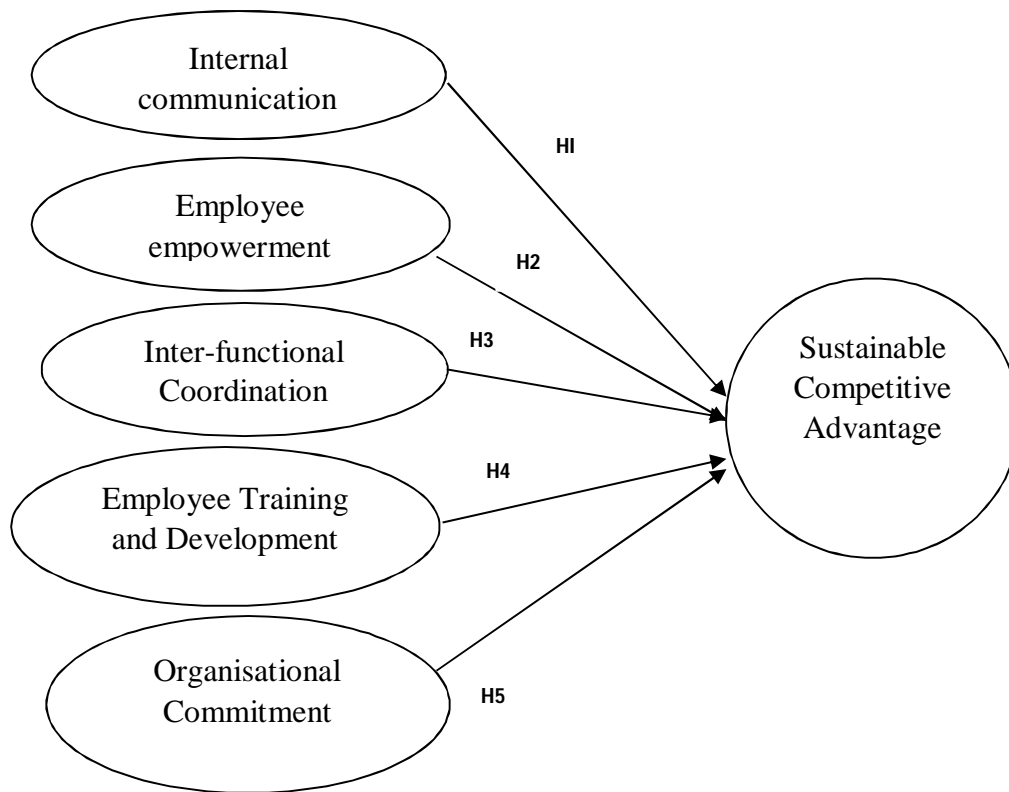 Internal
communication
HI
Employee
empowerment
H2
Inter-functional
Coordination
H3
Sustainable
Competitive
Advantage
Employee Training
and Development
H4
Organisational
Commitment
H5